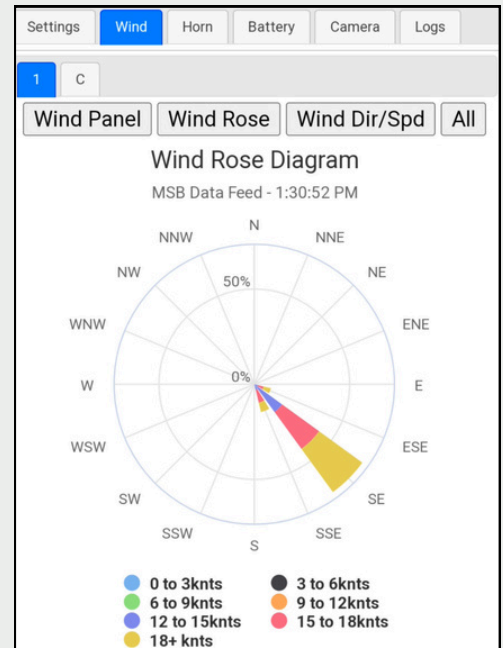 Settings Wind Horn Battery Camera Logs
1 C
Wind Panel Wind Rose Wind Dir/Spd All
Wind Rose Diagram
MSB Data Feed - 1:30:52 PM
N
NNW NNE
NW NE
50%
WNW ENE
0%
W E
WSW ESE
SW SE
SSW SSE
S
0 to 3knts 3 to 6knts
6 to 9knts 9 to 12knts
12 to 15knts 15 to 18knts
18+ knts